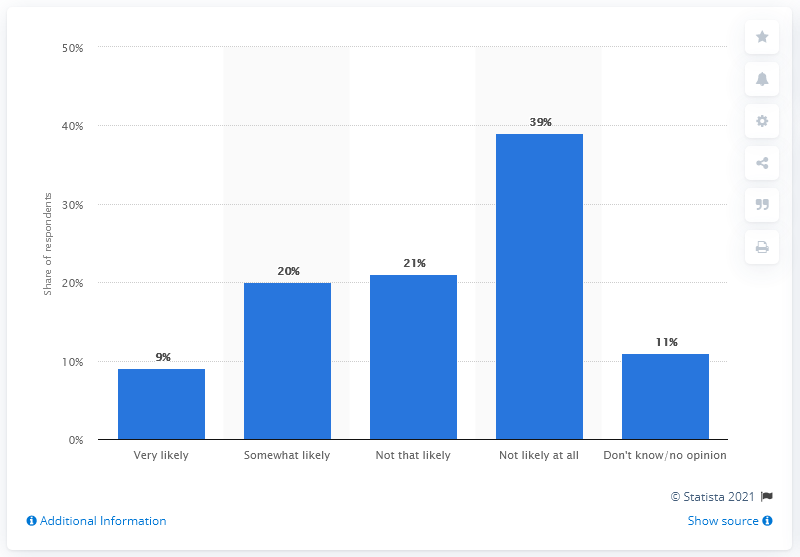 50%
40%
30%
20%
10%
0%
Share of respondents
9%
20%
21%
39%
11%
Very likely
Somewhat likely
Not that likely
Not likely at all
Don't know/no opinion
© Statista 2021
Additional Information
Show source